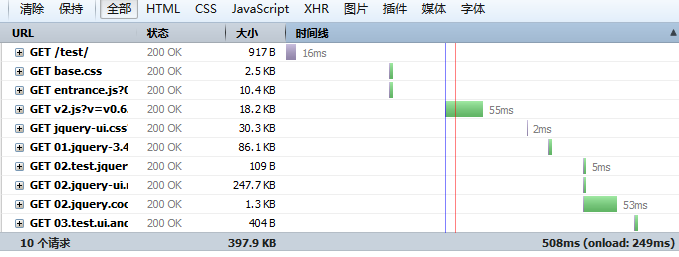 清除 保持 全部 HTML CSS JavaScript XHR 图片 插件 媒体 字体
URL 状态 大小 时间线
GET /test/ 200 OK 917 B 16ms
GET base.css 200 OK 2.5 KB
GET entrance.js?0 200 OK 10.4 KB
GET v2.js?v=v0.6. 200 OK 18.2 KB 55ms
GET jquery-ui.css 200 OK 30.3 KB 2ms
GET 01.jquery-3.4 200 OK 86.1 KB
GET 02.test.jquer 200 OK 109 B 5ms
GET 02.jquery-ui.n 200 OK 247.7 KB
GET 02.jquery.coo 200 OK 1.3 KB 53ms
GET 03.test.ui.anc 200 OK 404 B
10 个请求 397.9 KB 508ms (onload: 249ms)